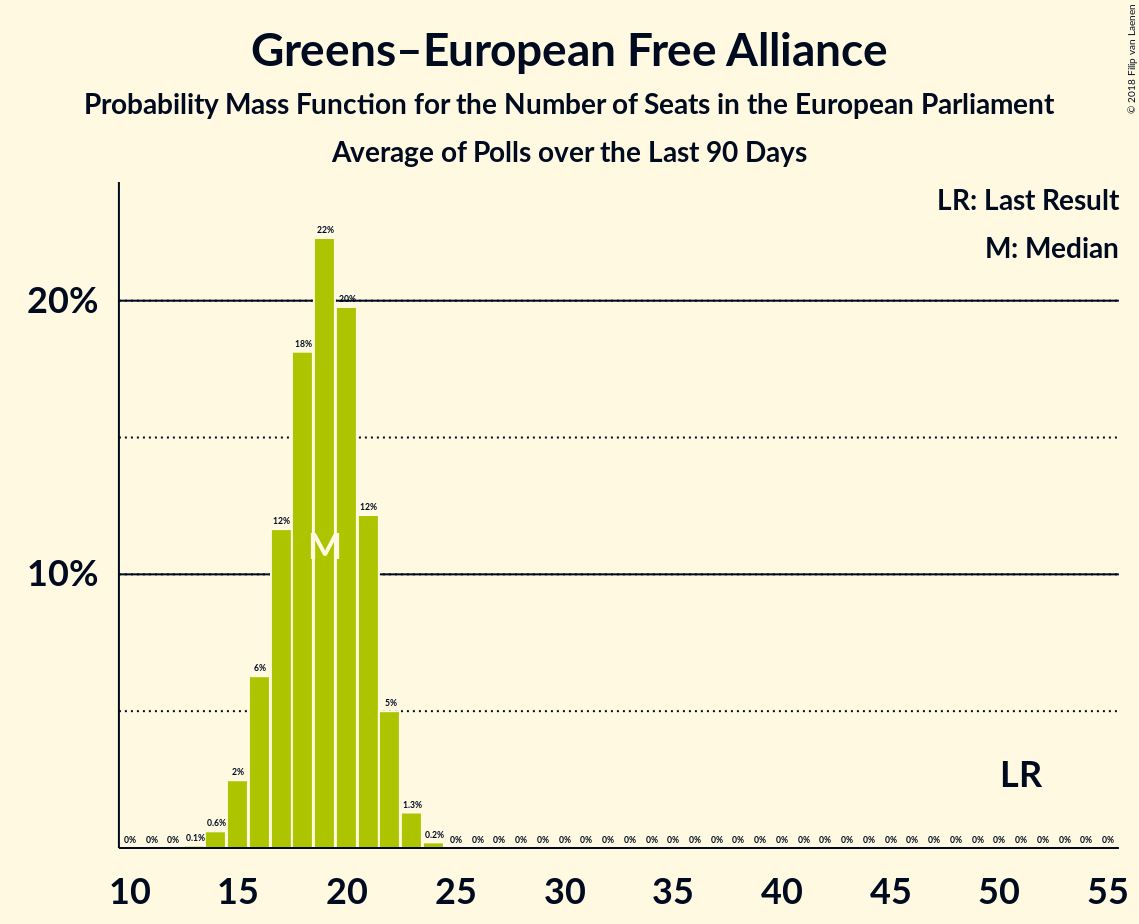 Greens–European Free Alliance
Probability Mass Function for the Number of Seats in the European Parliament
Average of Polls over the Last 90 Days
© 2018 Filip van Laenen
LR: Last Result
M: Median
20%
10%
0% 0% 0% 0.1% 0.6% 2% 6% 12% 18% 22% 20% 12% 5% 1.3% 0.2% 0% 0% 0% 0% 0% 0% 0% 0% 0% 0% 0% 0% 0% 0% 0% 0% 0% 0% 0% 0% 0% 0% 0% 0% 0% 0% 0% 0% 0% 0% 0%
M
LR
10 15 20 25 30 35 40 45 50 55